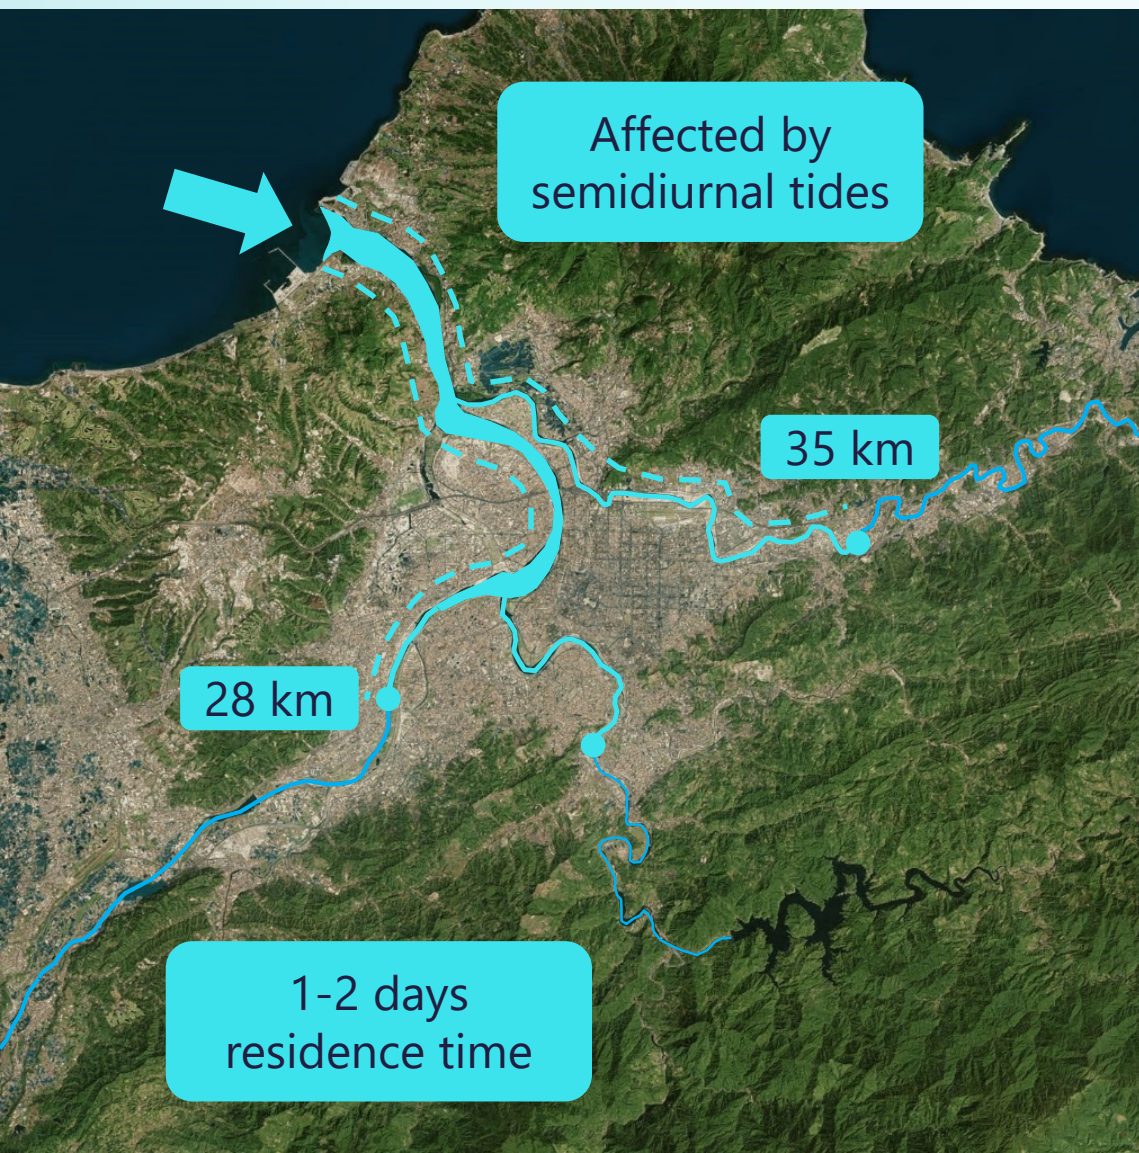 Affected by
semidiurnal tides
35 km
28 km
1-2 days
residence time